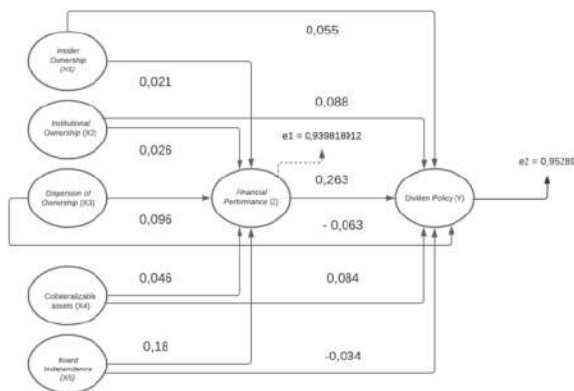 0,055
Insider
Ownership
(X1)
0,021
Institutional
Ownership (X2)
0,088
e1 = 0,939818912
0,026
e2 = 0,95289
Dispersion of
Ownership (X3)
Financial
Performance (Z)
0,263
Dividen Policy (Y)
0,096
- 0,063
Collateralizable
assets (X4)
0,046
0,084
Board
Independence
(X5)
0,18
-0,034